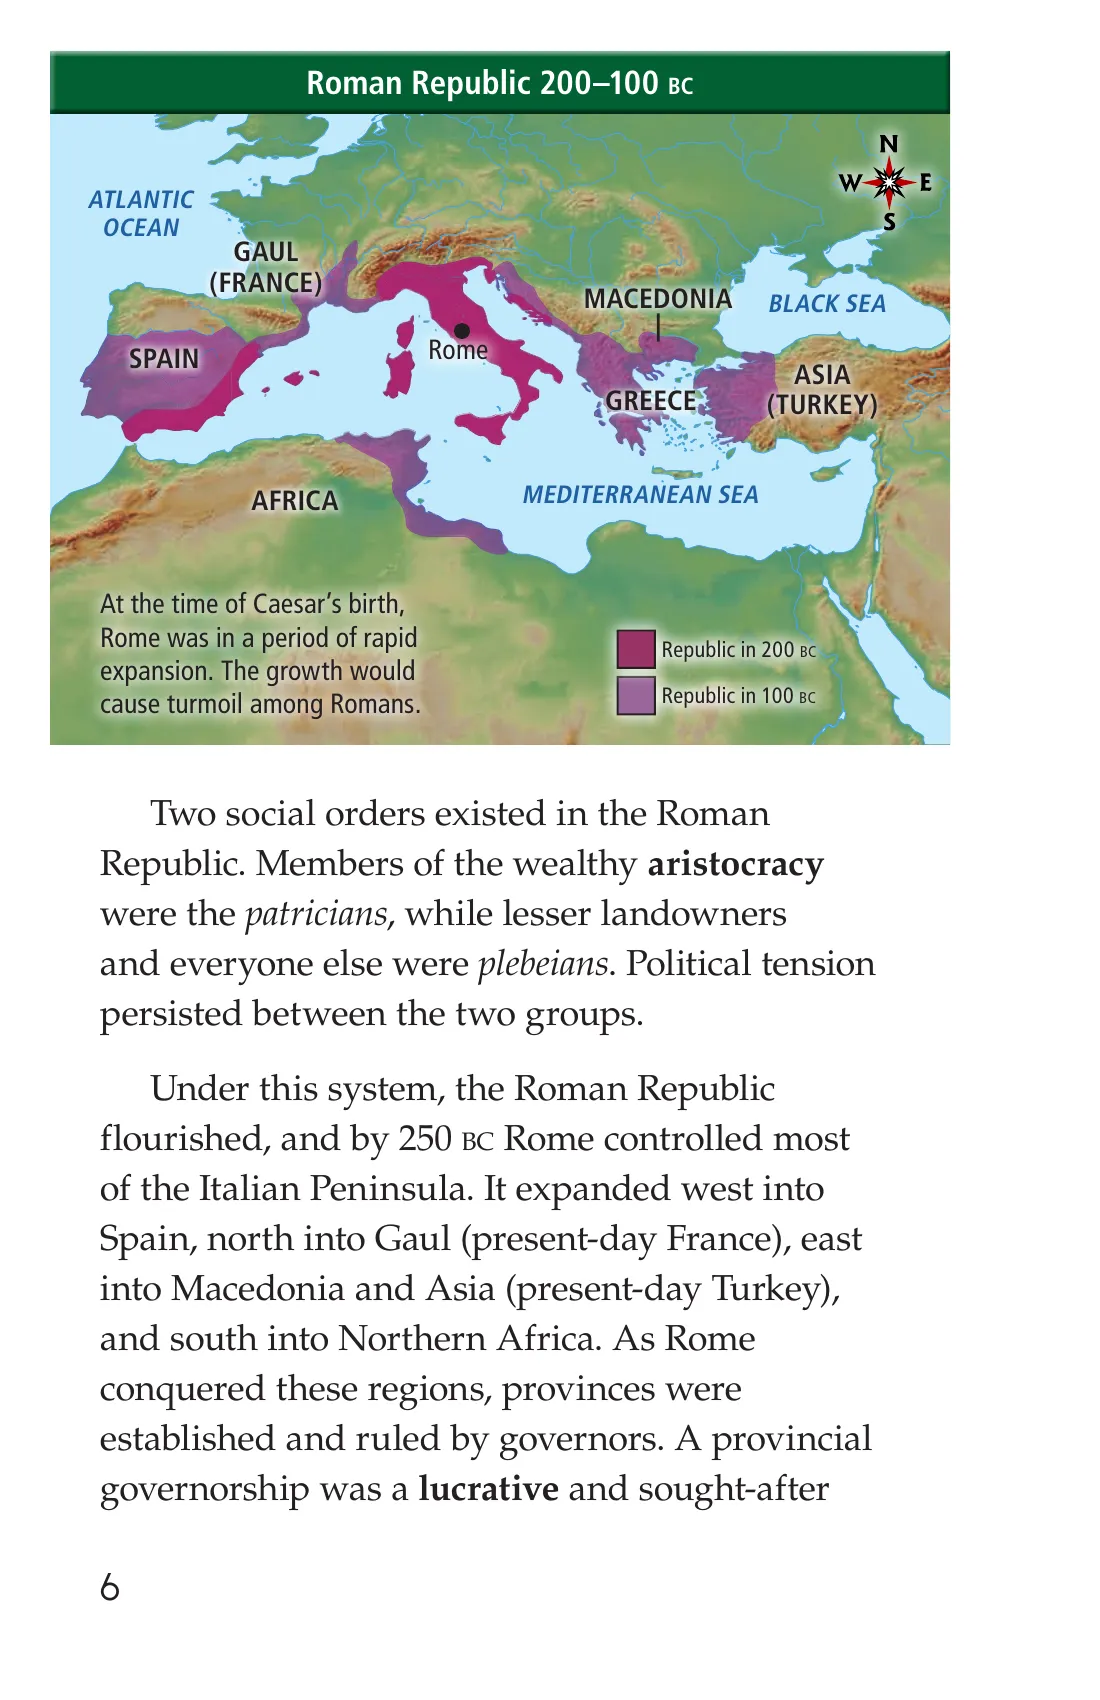 Roman Republic 200–100 BC
N
W E
S
ATLANTIC
OCEAN
GAUL
(FRANCE)
MACEDONIA
BLACK SEA
SPAIN
Rome
ASIA
(TURKEY)
GREECE
AFRICA
MEDITERRANEAN SEA
At the time of Caesar’s birth,
Rome was in a period of rapid
expansion. The growth would
cause turmoil among Romans.
Republic in 200 BC
Republic in 100 BC
Two social orders existed in the Roman
Republic. Members of the wealthy aristocracy
were the patricians, while lesser landowners
and everyone else were plebeians. Political tension
persisted between the two groups.
Under this system, the Roman Republic
flourished, and by 250 BC Rome controlled most
of the Italian Peninsula. It expanded west into
Spain, north into Gaul (present-day France), east
into Macedonia and Asia (present-day Turkey),
and south into Northern Africa. As Rome
conquered these regions, provinces were
established and ruled by governors. A provincial
governorship was a lucrative and sought-after
6